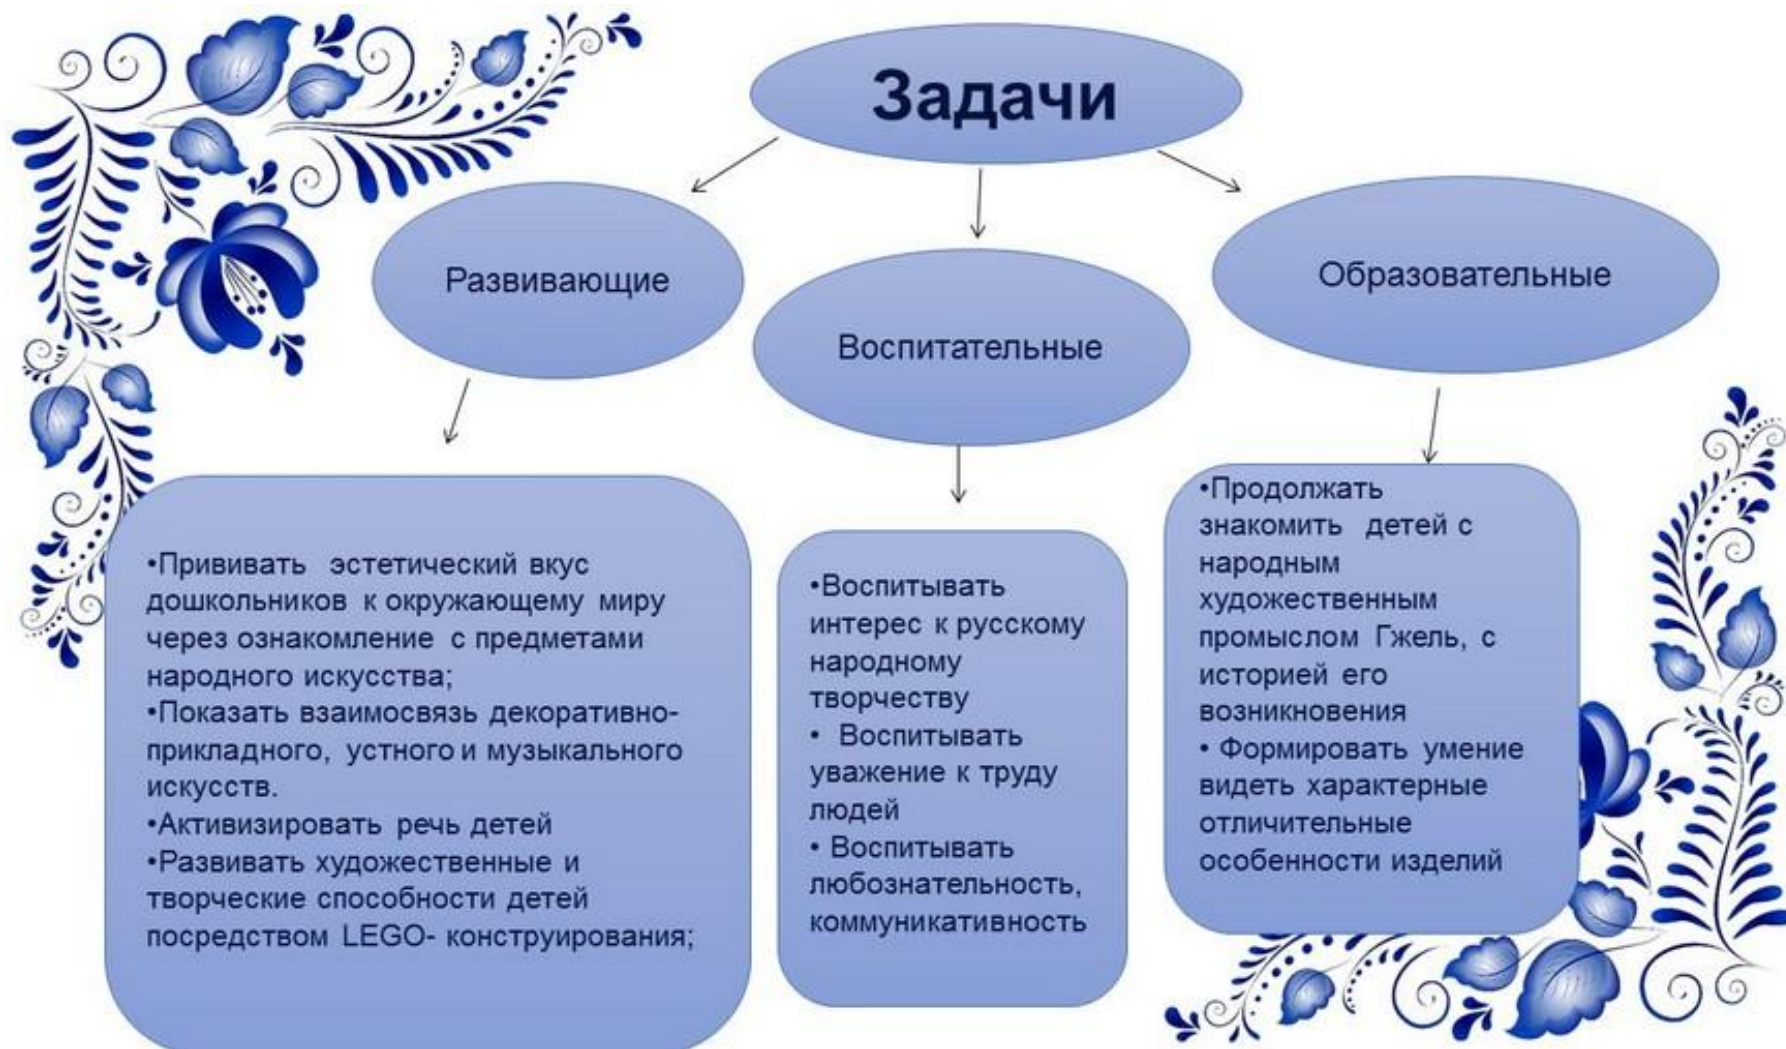 Задачи
Развивающие
Воспитательные
Образовательные
•Прививать эстетический вкус
дошкольников к окружающему миру
через ознакомление с предметами
народного искусства;
•Показать взаимосвязь декоративно-
прикладного, устного и музыкального
искусств.
•Активизировать речь детей
•Развивать художественные и
творческие способности детей
посредством LEGO- конструирования;
•Воспитывать
интерес к русскому
народному
творчеству
• Воспитывать
уважение к труду
людей
• Воспитывать
любознательность,
коммуникативность
•Продолжать
знакомить детей с
народным
художественным
промыслом Гжель, с
историей его
возникновения
• Формировать умение
видеть характерные
отличительные
особенности изделий